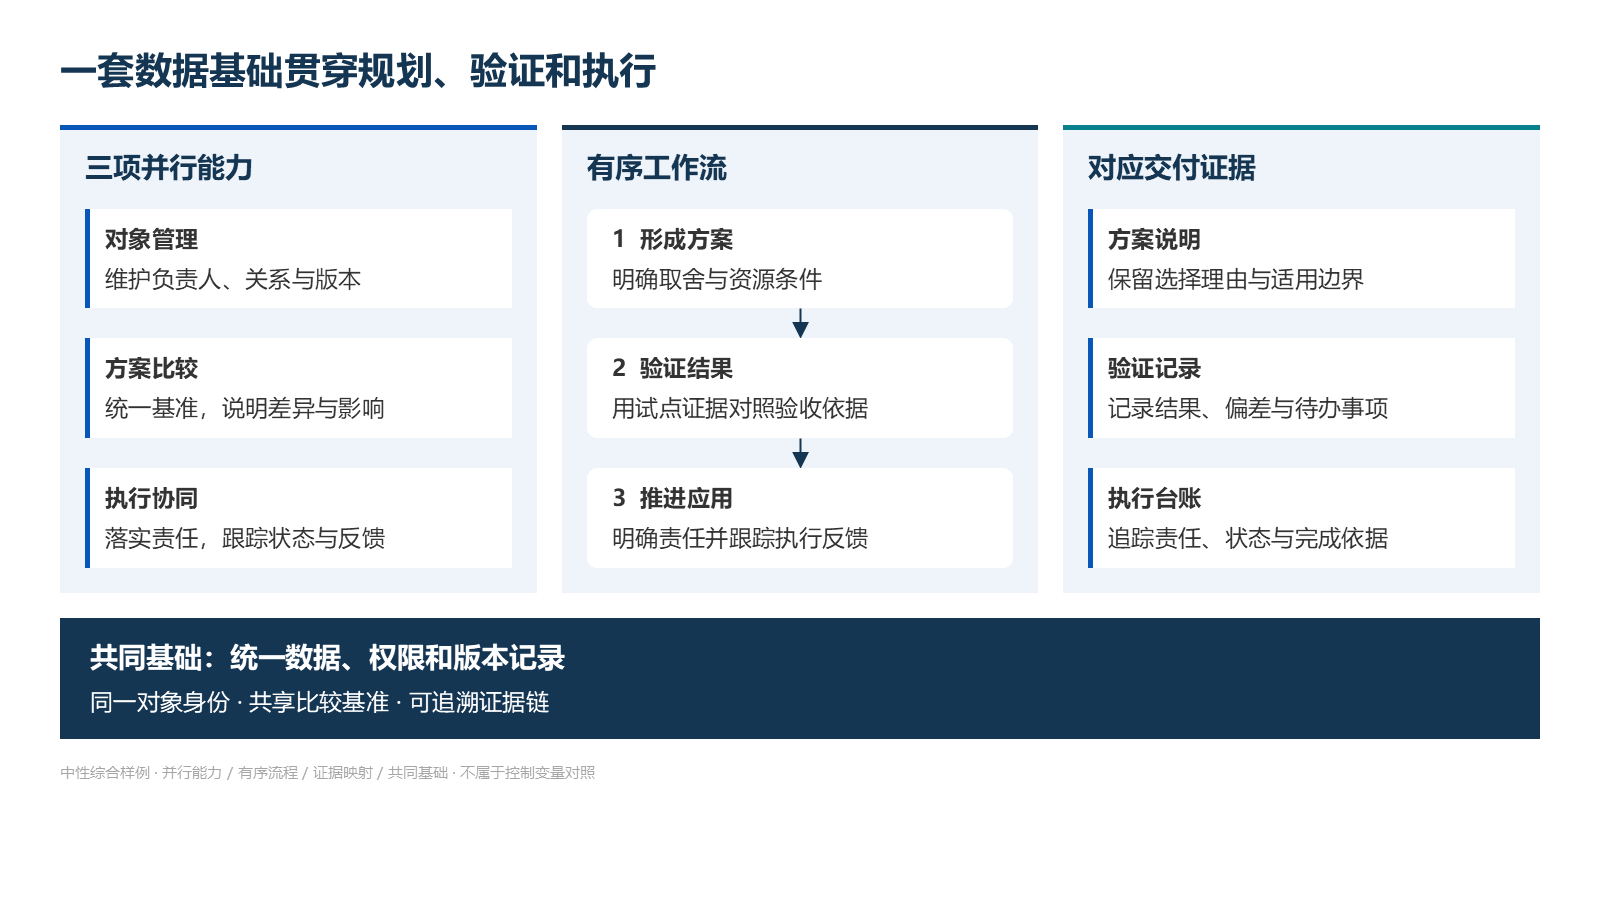 一套数据基础贯穿规划、验证和执行
三项并行能力
对象管理
维护负责人、关系与版本
方案比较
统一基准，说明差异与影响
执行协同
落实责任，跟踪状态与反馈
有序工作流
1 形成方案
明确取舍与资源条件
2 验证结果
用试点证据对照验收依据
3 推进应用
明确责任并跟踪执行反馈
对应交付证据
方案说明
保留选择理由与适用边界
验证记录
记录结果、偏差与待办事项
执行台账
追踪责任、状态与完成依据
共同基础：统一数据、权限和版本记录
同一对象身份 · 共享比较基准 · 可追溯证据链
中性综合样例 · 并行能力 / 有序流程 / 证据映射 / 共同基础 · 不属于控制变量对照